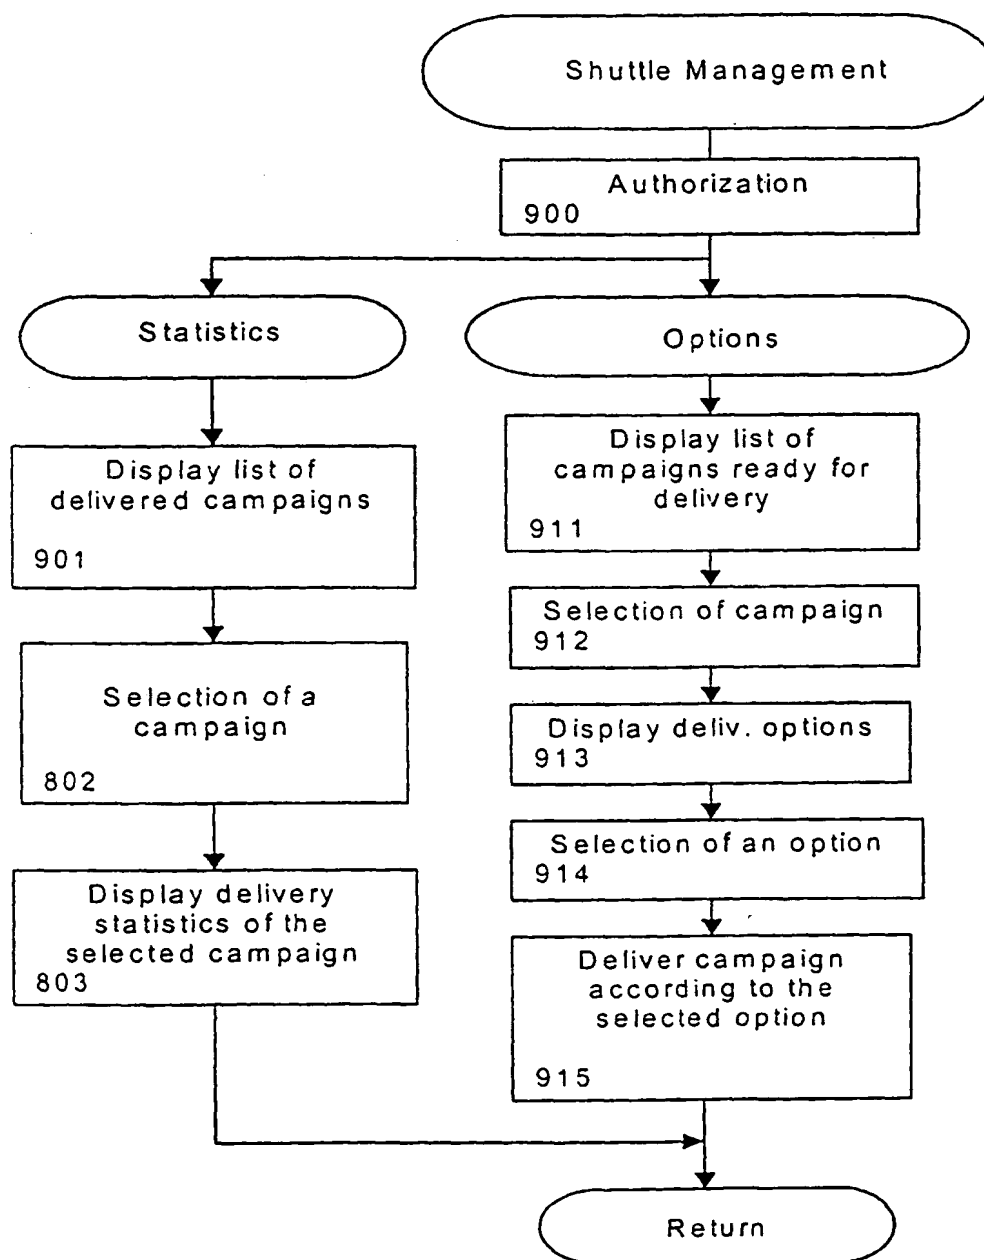 Shuttle Management
Authorization
900
Statistics
Display list of
delivered campaigns
901
Selection of a
campaign
802
Display delivery
statistics of the
selected campaign
803
Options
Display list of
campaigns ready for
delivery
911
Selection of campaign
912
Display deliv. options
913
Selection of an option
914
Deliver campaign
according to the
selected option
915
Return